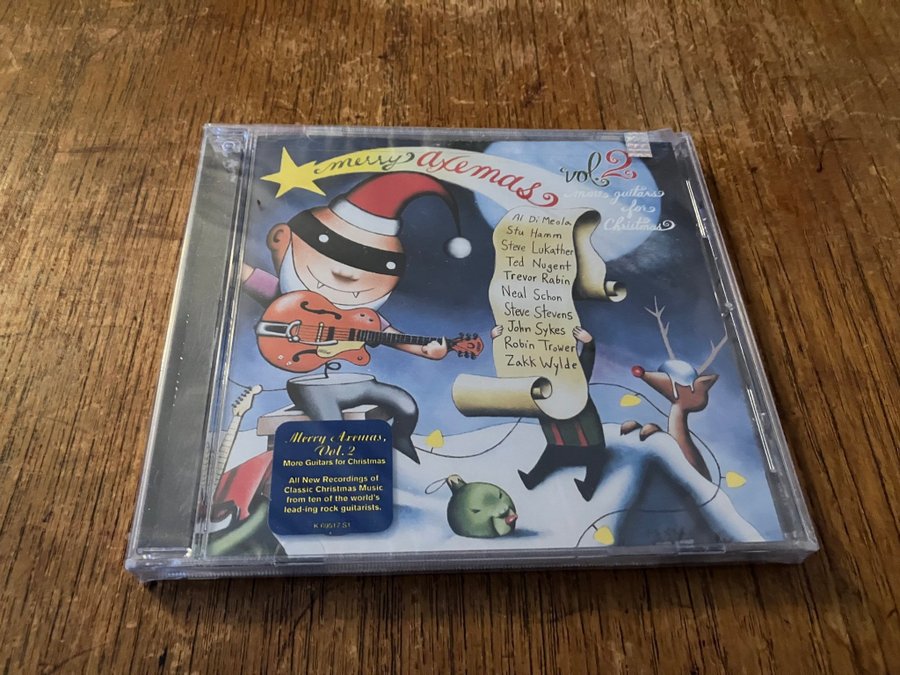 merry axemas vol. 2
more guitars
for
Christmas
Al Di Meola
Stu Hamm
Steve Lukather
Ted Nugent
Trevor Rabin
Neal Schon
Steve Stevens
John Sykes
Robin Trower
Zakk Wylde
Merry Axemas,
Vol. 2
More Guitars for Christmas
All New Recordings of
Classic Christmas Music
from ten of the world's
lead-ing rock guitarists.